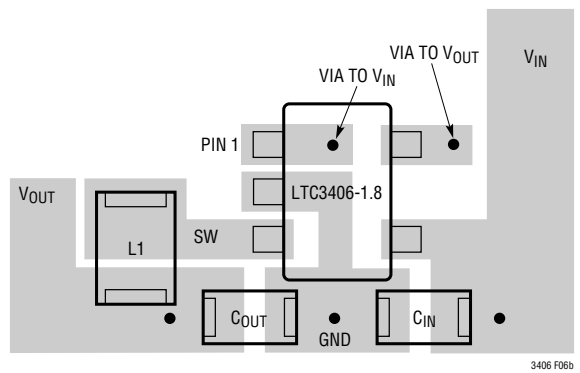 VIA TO VIN
VIA TO VOUT
VIN
PIN 1
VOUT
LTC3406-1.8
L1
SW
COUT
CIN
GND
3406 F06b